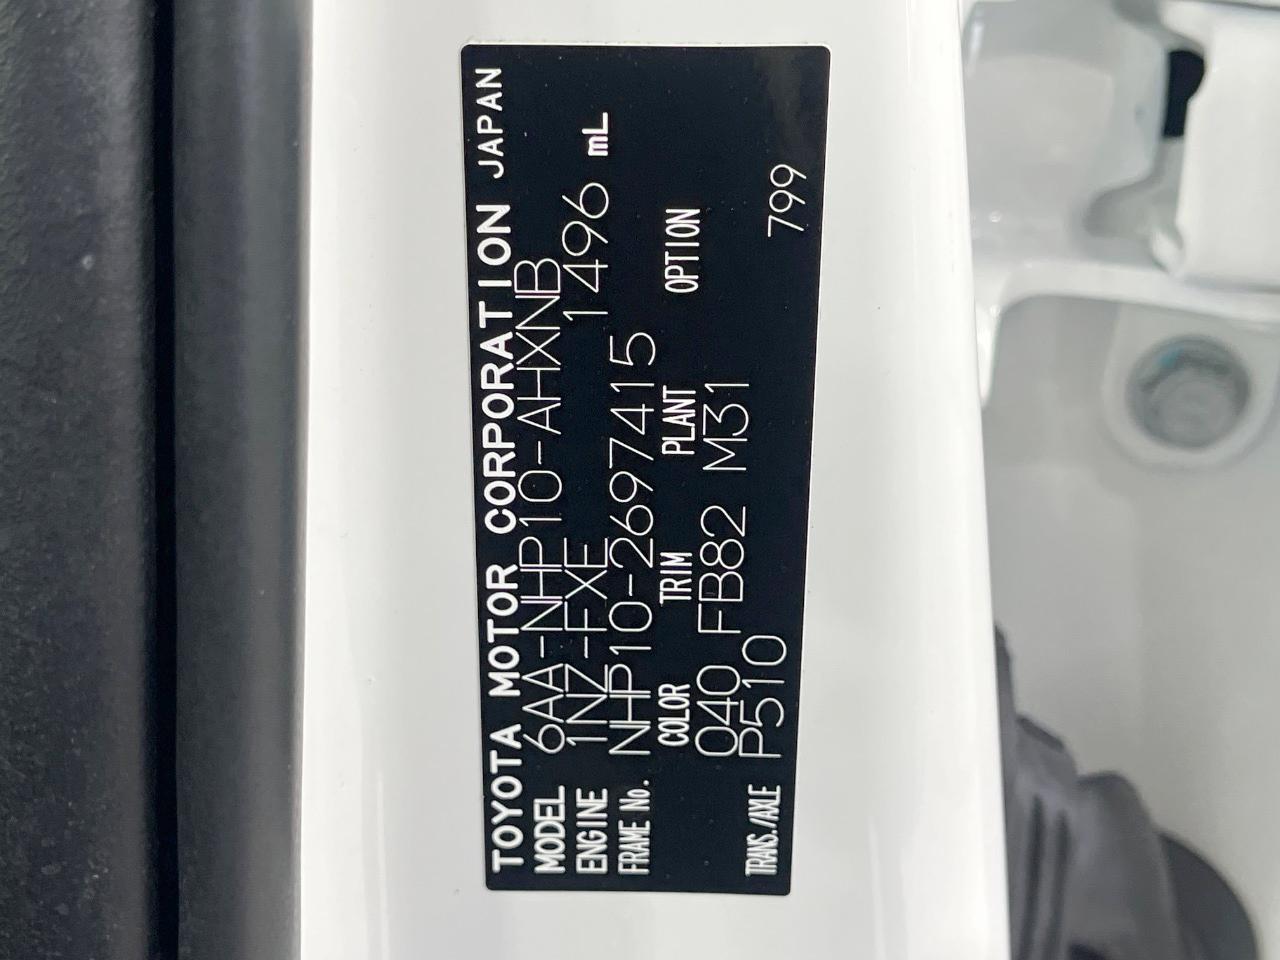 TOYOTA MOTOR CORPORATION JAPAN
MODEL 6AA-NHP10-AHXNB
ENGINE 1NZ-FXE 1496 mL
FRAME No. NHP10-2697415
COLOR TRIM PLANT OPTION
040 FB82 M31
TRANS./AXLE P510 799